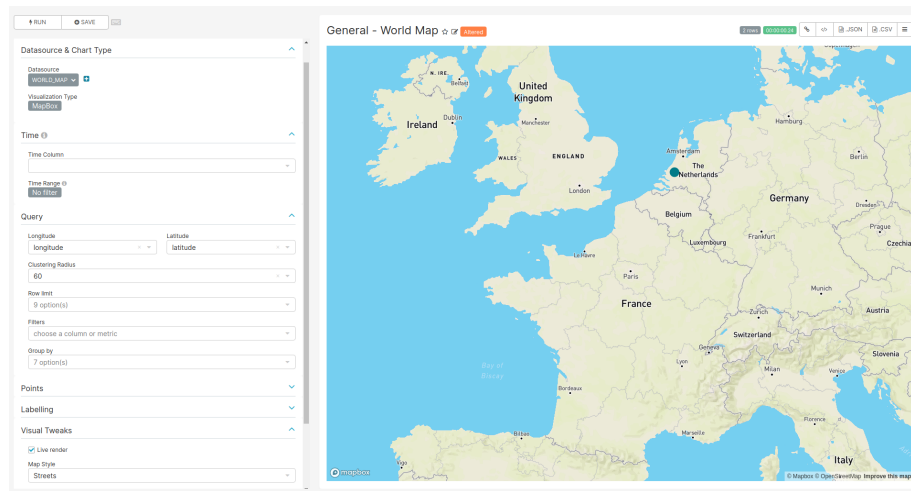 RUN
SAVE
General - World Map
Altered
2 rows
00:00:00.24
</>
.JSON
.CSV
Datasource & Chart Type
Datasource
WORLD_MAP
Visualization Type
MapBox
Time
Time Column
Time Range
No filter
Query
Longitude
Latitude
longitude
latitude
Clustering Radius
60
Row limit
9 option(s)
Filters
choose a column or metric
Group by
7 option(s)
Points
Labelling
Visual Tweaks
Live render
Map Style
Streets
N. IRE.
Belfast
United
Kingdom
Dublin
Ireland
Manchester
Hamburg
WALES
ENGLAND
Amsterdam
The
Netherlands
Berlin
London
Germany
Dresden
Belgium
Prague
Frankfurt
Luxembourg
Czechia
Le Havre
Paris
Munich
France
Zurich
Austria
Switzerland
Geneva
Slovenia
Lyon
Milan
Venice
Bay of
Biscay
Bordeaux
Florence
Marseille
Bilbao
Italy
Vigo
mapbox
© Mapbox © OpenStreetMap Improve this map